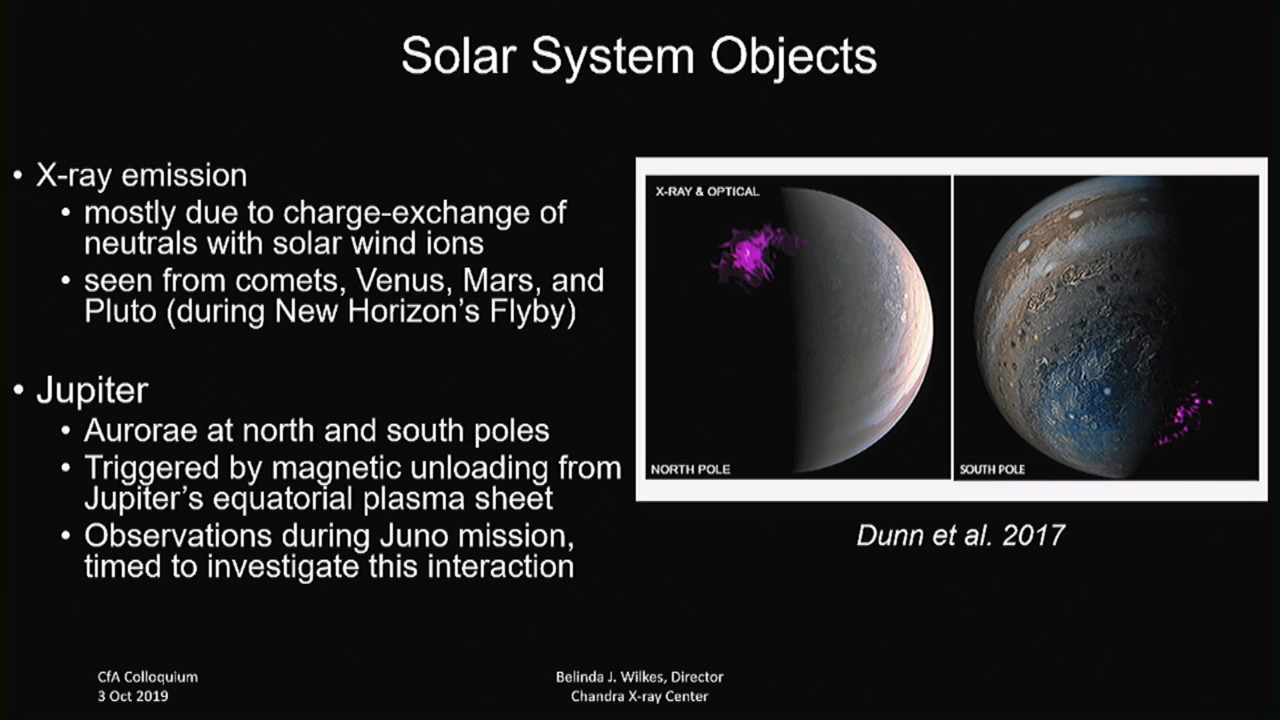 Solar System Objects
• X-ray emission
• mostly due to charge-exchange of
neutrals with solar wind ions
• seen from comets, Venus, Mars, and
Pluto (during New Horizon's Flyby)
• Jupiter
• Aurorae at north and south poles
• Triggered by magnetic unloading from
Jupiter's equatorial plasma sheet
• Observations during Juno mission,
timed to investigate this interaction
X-RAY & OPTICAL
NORTH POLE
SOUTH POLE
Dunn et al. 2017
CfA Colloquium
3 Oct 2019
Belinda J. Wilkes, Director
Chandra X-ray Center